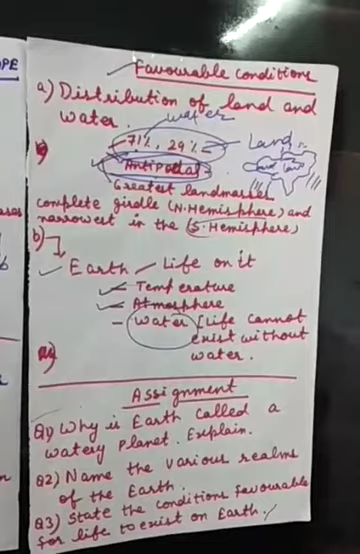 OPE
Favourable Conditions
a) Distribution of land and
water.
water
71%, 29%
Land
Antipodal
Greatest landmasses
complete girdle (N. Hemisphere) and
narrowest in the (S. Hemisphere)
b)
Earth / Life on it
Temperature
Atmosphere
- Water [Life cannot
exist without
water.
Assignment
Q1) Why is Earth called a
watery planet. Explain.
Q2) Name the various realms
of the Earth.
Q3) State the conditions favourable
for life to exist on Earth.